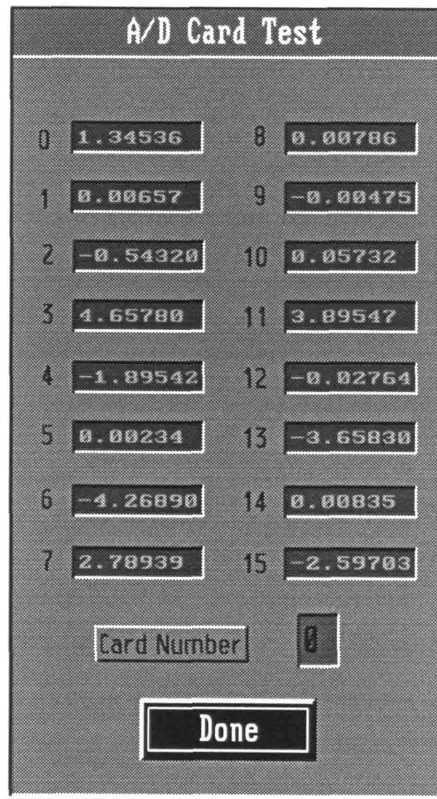 A/D Card Test
0 1.34536 8 0.00786
1 0.00657 9 -0.00475
2 -0.54320 10 0.05732
3 4.65780 11 3.89547
4 -1.89542 12 -0.02764
5 0.00234 13 -3.65830
6 -4.26890 14 0.00835
7 2.78939 15 -2.59703
Card Number 0
Done